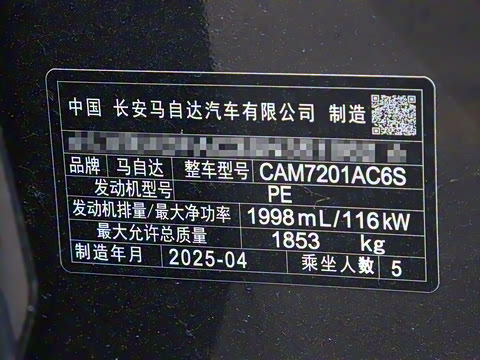 中国 长安马自达汽车有限公司 制造
品牌 马自达 整车型号 CAM7201AC6S
发动机型号 PE
发动机排量/最大净功率 1998mL/116kW
最大允许总质量 1853 kg
制造年月 2025-04 乘坐人数 5